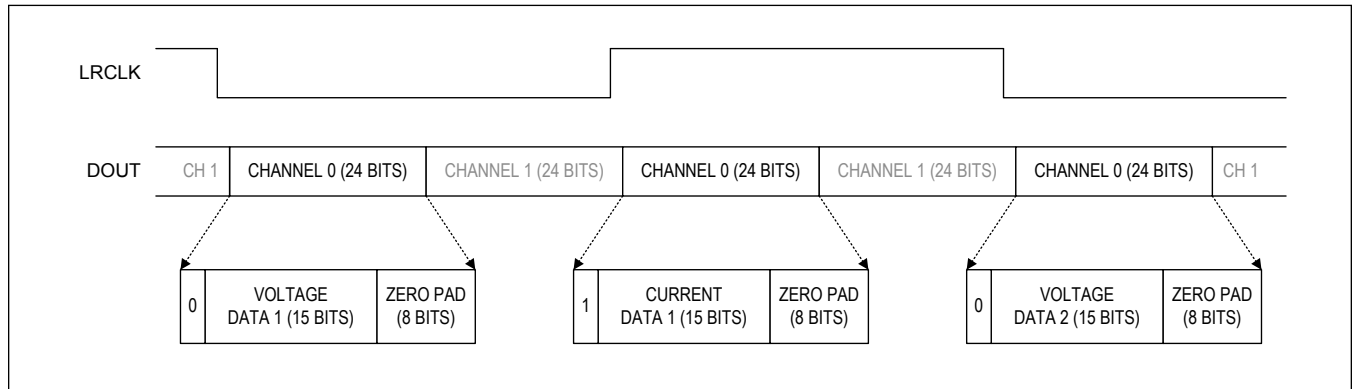 LRCLK
DOUT
CH 1
CHANNEL 0 (24 BITS)
CHANNEL 1 (24 BITS)
CHANNEL 0 (24 BITS)
CHANNEL 1 (24 BITS)
CHANNEL 0 (24 BITS)
CH 1
0
VOLTAGE
DATA 1 (15 BITS)
ZERO PAD
(8 BITS)
1
CURRENT
DATA 1 (15 BITS)
ZERO PAD
(8 BITS)
0
VOLTAGE
DATA 2 (15 BITS)
ZERO PAD
(8 BITS)